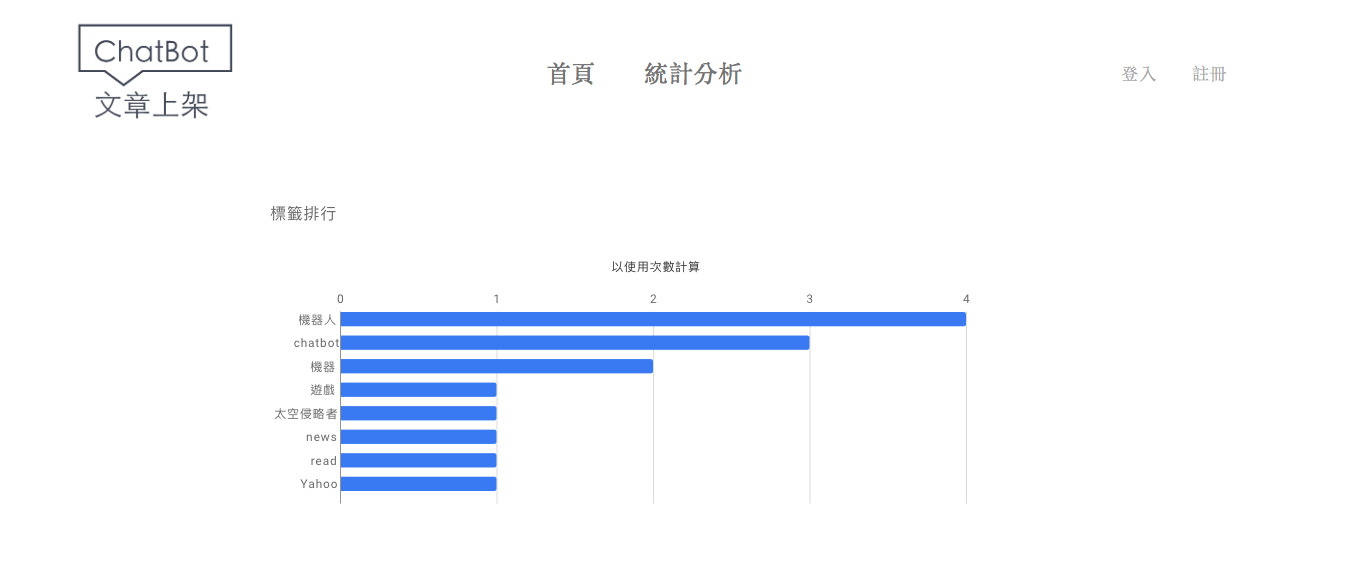 ChatBot
文章上架
首頁 統計分析
登入 註冊
標籤排行
以使用次數計算
0 1 2 3 4
機器人
chatbot
機器
遊戲
太空侵略者
news
read
Yahoo